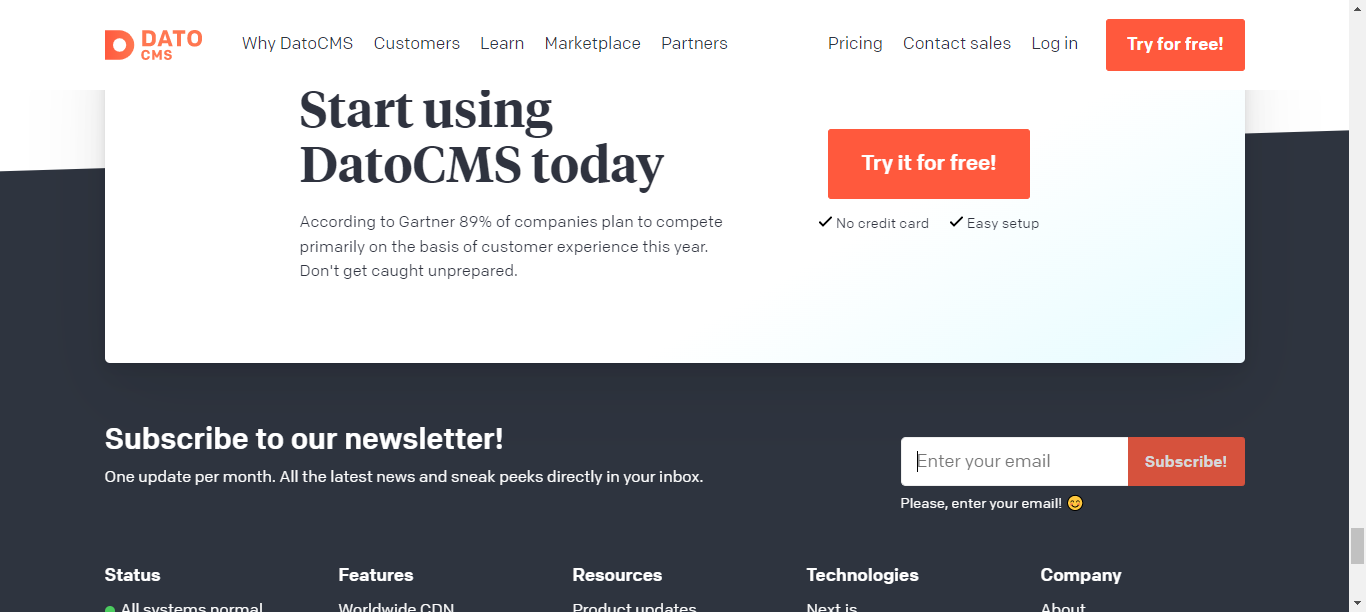 DATO
CMS
Why DatoCMS Customers Learn Marketplace Partners Pricing Contact sales Log in Try for free!
Start using
DatoCMS today
According to Gartner 89% of companies plan to compete
primarily on the basis of customer experience this year.
Don't get caught unprepared.
Try it for free!
No credit card Easy setup
Subscribe to our newsletter!
One update per month. All the latest news and sneak peeks directly in your inbox.
Enter your email Subscribe!
Please, enter your email! 😊
Status Features Resources Technologies Company
All systems normal Worldwide CDN Product updates Next.js About